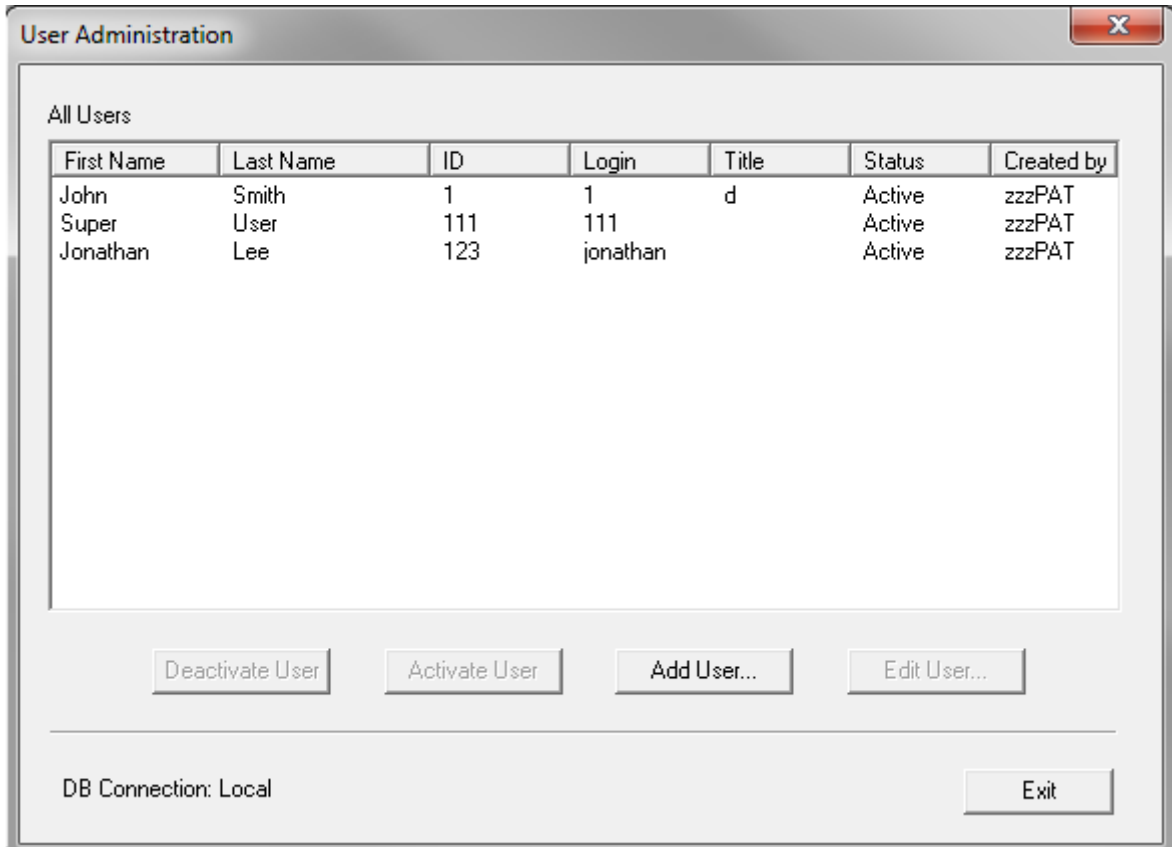 User Administration
All Users
First Name Last Name ID Login Title Status Created by
John Smith 1 1 d Active zzzPAT
Super User 111 111 Active zzzPAT
Jonathan Lee 123 jonathan Active zzzPAT
Deactivate User Activate User Add User... Edit User...
DB Connection: Local Exit